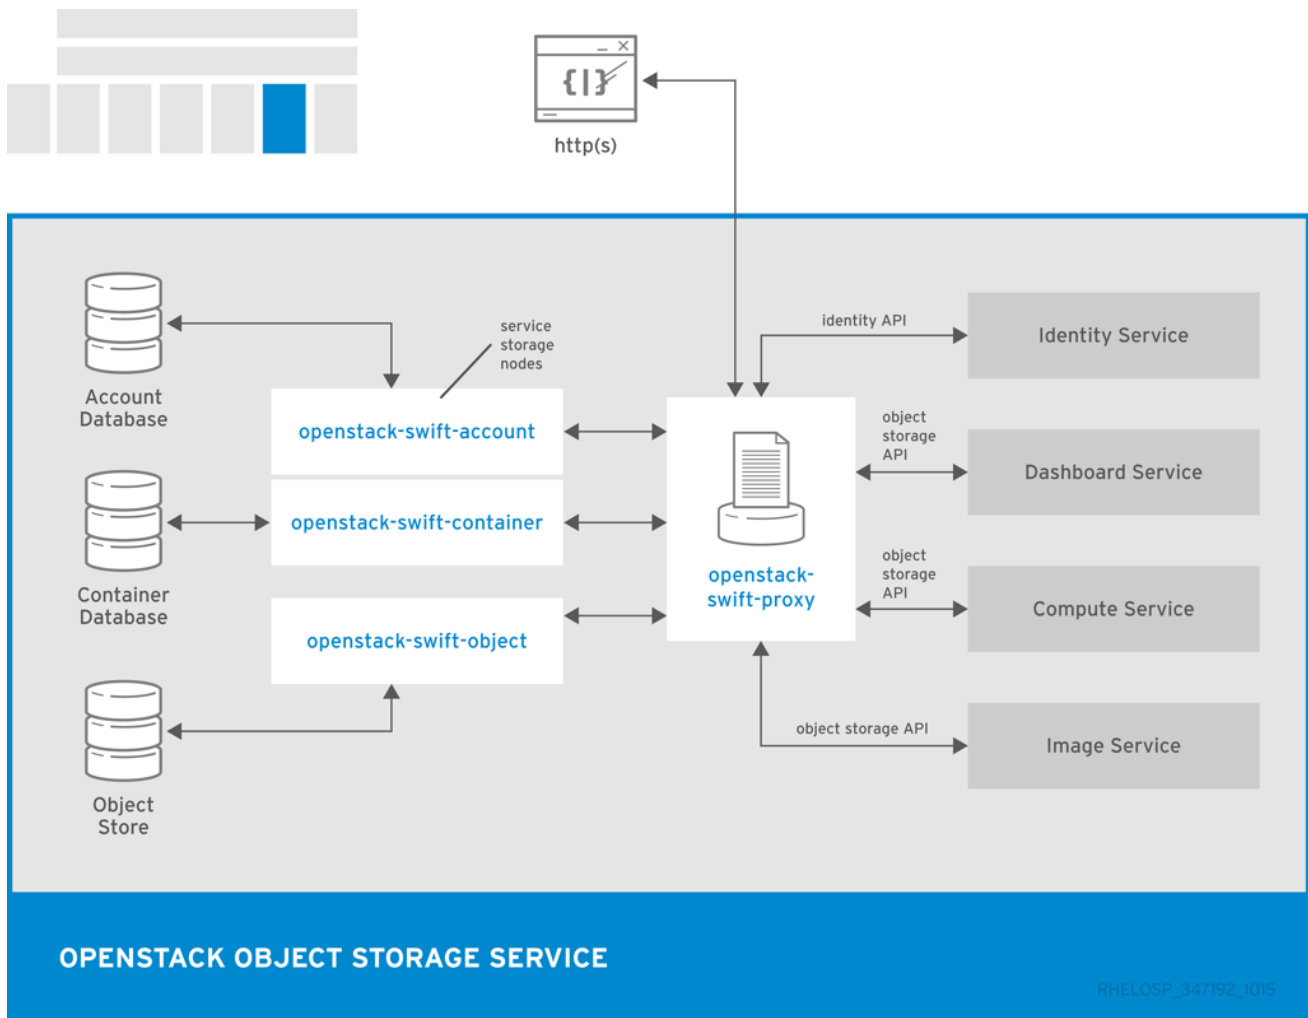 {|}
http(s)
Account
Database
service
storage
nodes
openstack-swift-account
Container
Database
openstack-swift-container
openstack-swift-object
Object
Store
openstack-
swift-proxy
identity API
Identity Service
object
storage
API
Dashboard Service
object
storage
API
Compute Service
object storage API
Image Service
OPENSTACK OBJECT STORAGE SERVICE
RHELOSP_347192_1015